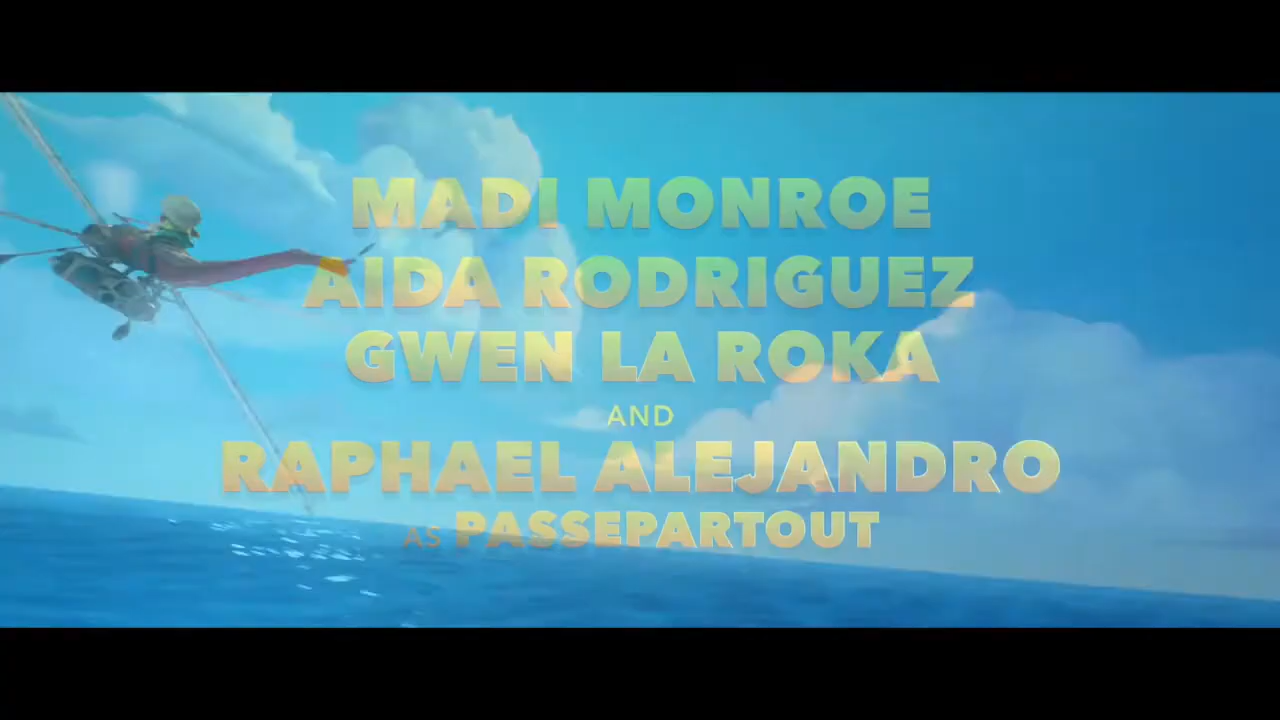 MADI MONROE
AIDA RODRIGUEZ
GWEN LA ROKA
AND
RAPHAEL ALEJANDRO
AS PASSEPARTOUT